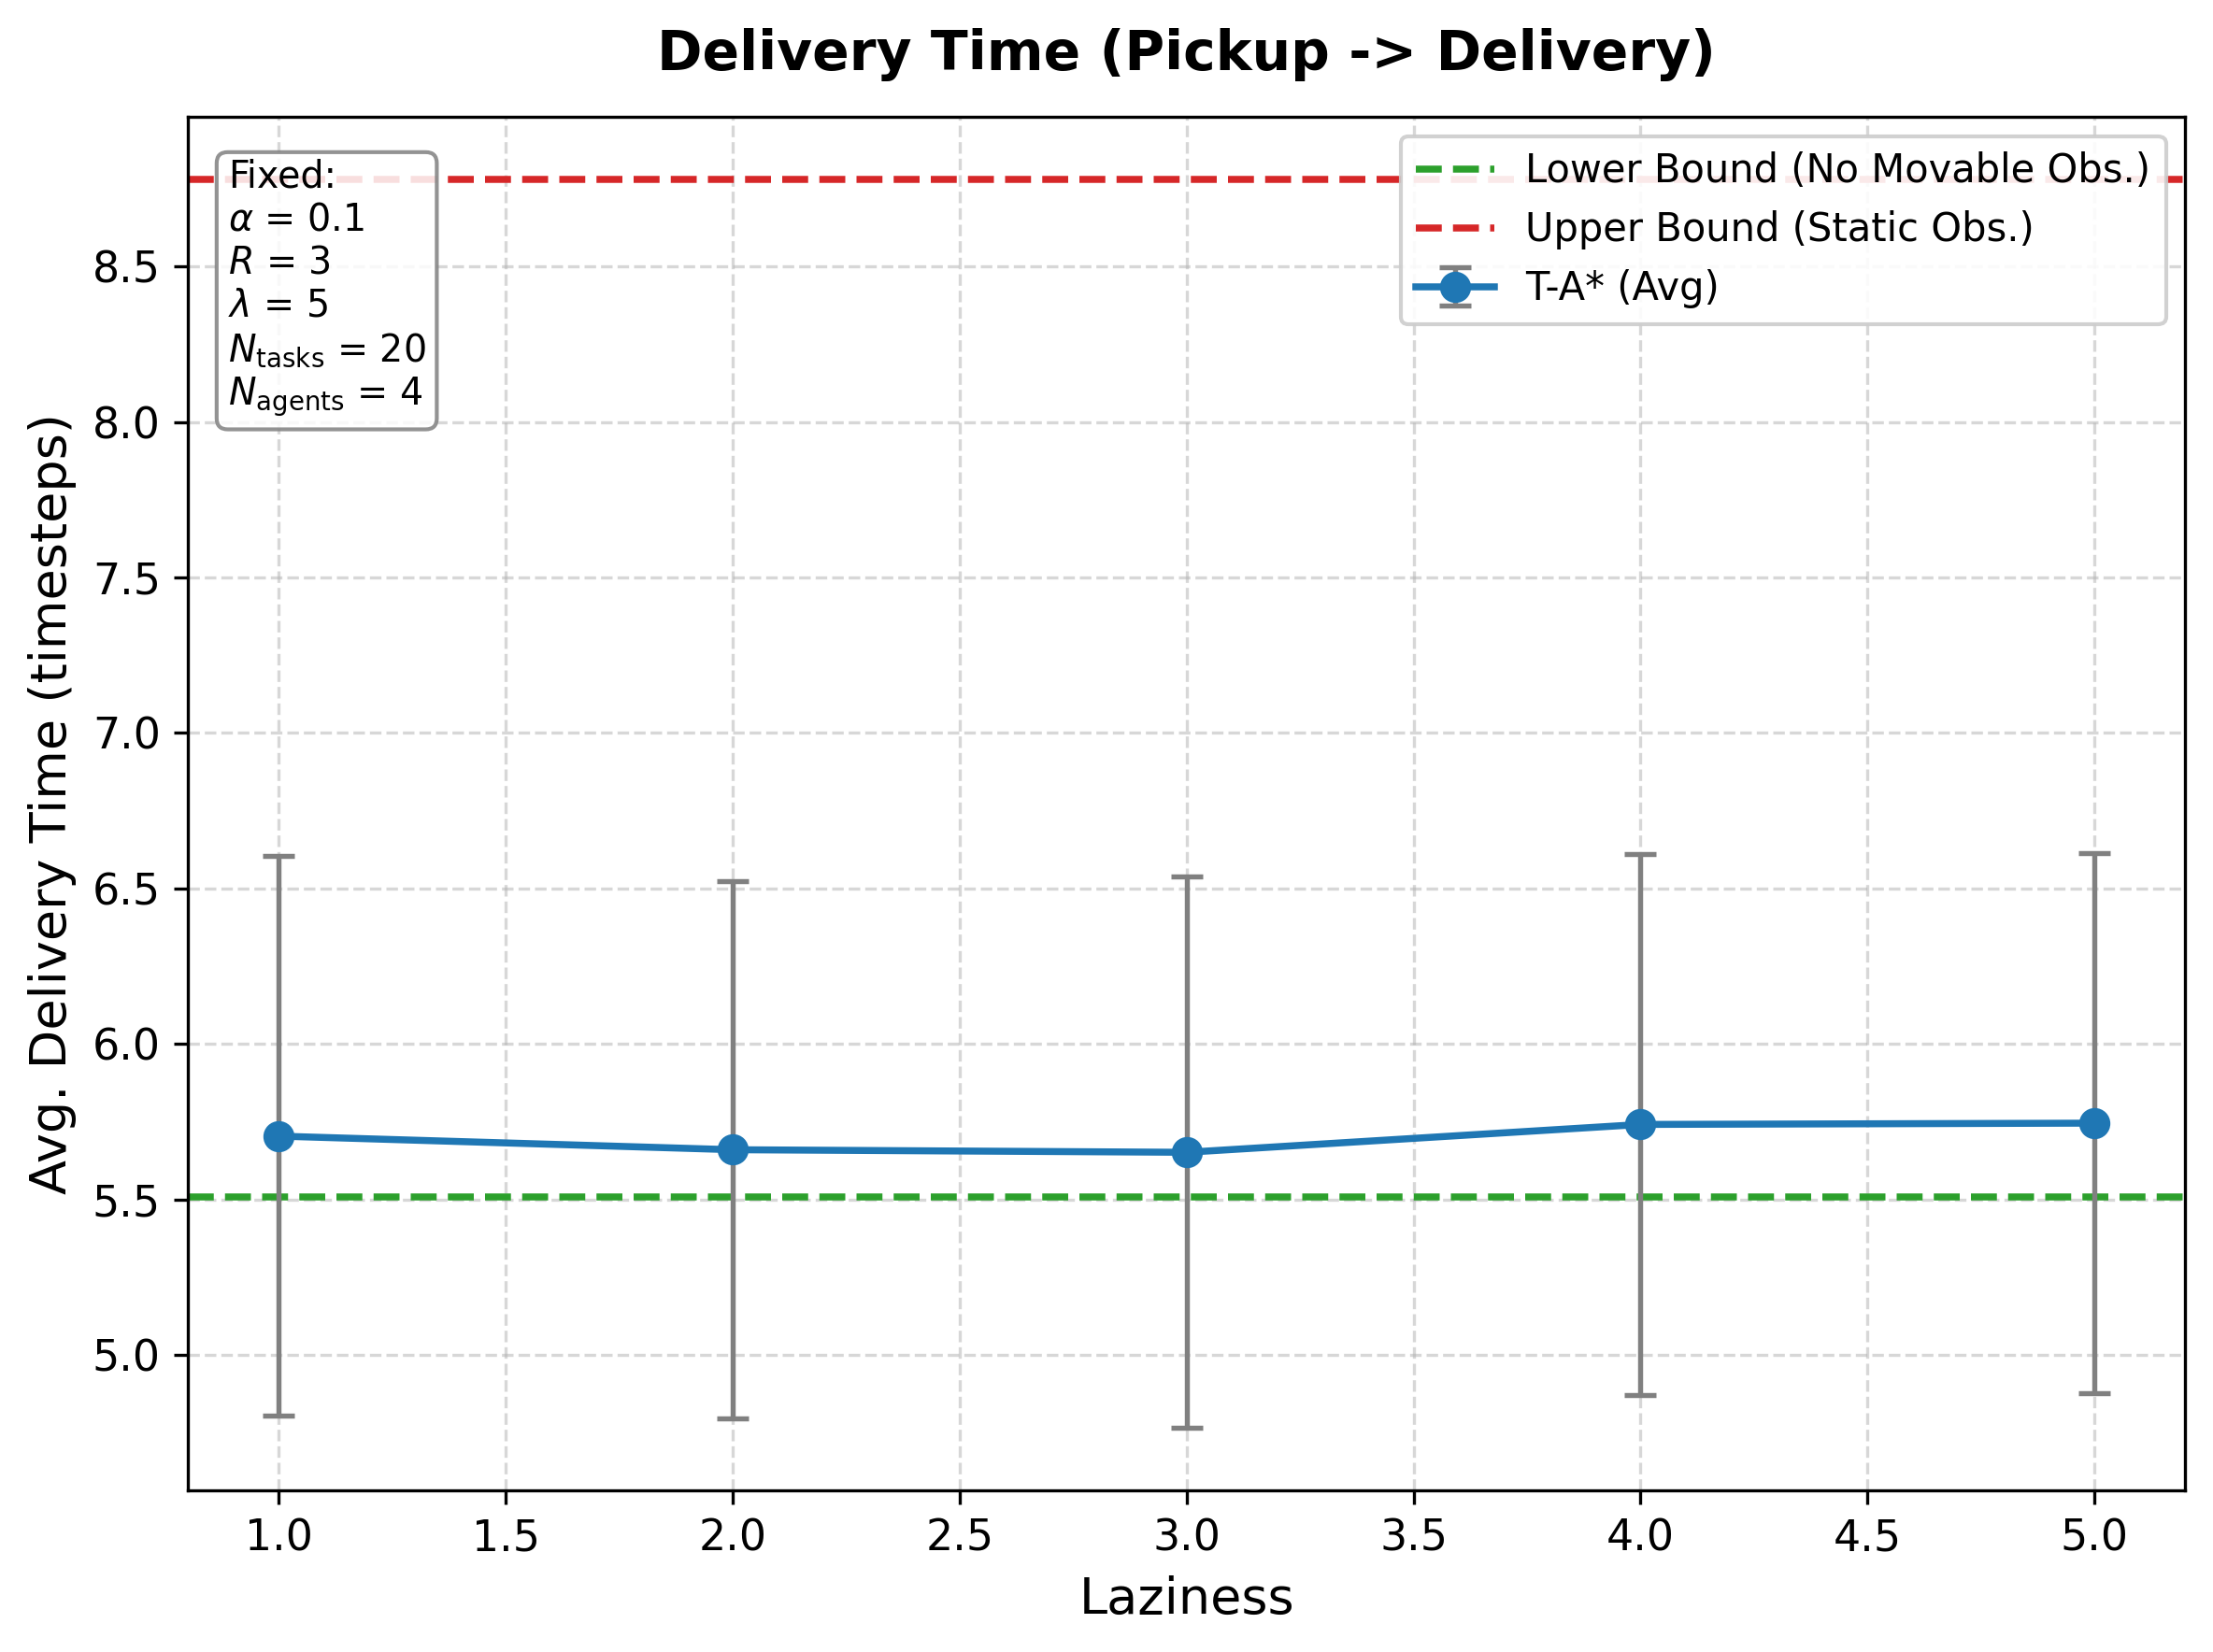 Delivery Time (Pickup -> Delivery)
Fixed:
α = 0.1
R = 3
λ = 5
N_tasks = 20
N_agents = 4
Lower Bound (No Movable Obs.)
Upper Bound (Static Obs.)
T-A* (Avg)
Avg. Delivery Time (timesteps)
8.5
8.0
7.5
7.0
6.5
6.0
5.5
5.0
1.0 1.5 2.0 2.5 3.0 3.5 4.0 4.5 5.0
Laziness